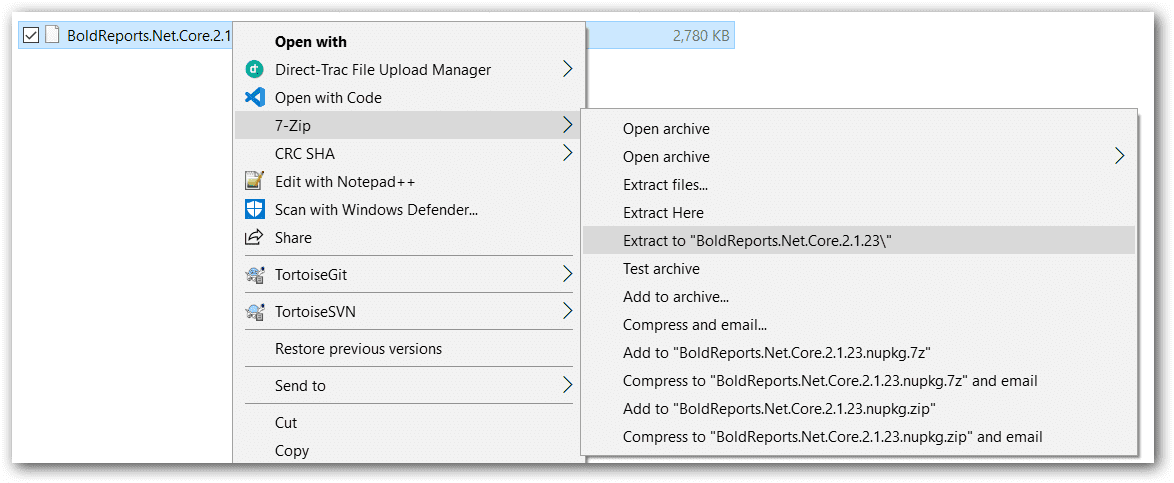 BoldReports.Net.Core.2.1
2,780 KB
Open with
Direct-Trac File Upload Manager
Open with Code
7-Zip
CRC SHA
Edit with Notepad++
Scan with Windows Defender...
Share
TortoiseGit
TortoiseSVN
Restore previous versions
Send to
Cut
Copy
Open archive
Open archive
Extract files...
Extract Here
Extract to "BoldReports.Net.Core.2.1.23\"
Test archive
Add to archive...
Compress and email...
Add to "BoldReports.Net.Core.2.1.23.nupkg.7z"
Compress to "BoldReports.Net.Core.2.1.23.nupkg.7z" and email
Add to "BoldReports.Net.Core.2.1.23.nupkg.zip"
Compress to "BoldReports.Net.Core.2.1.23.nupkg.zip" and email